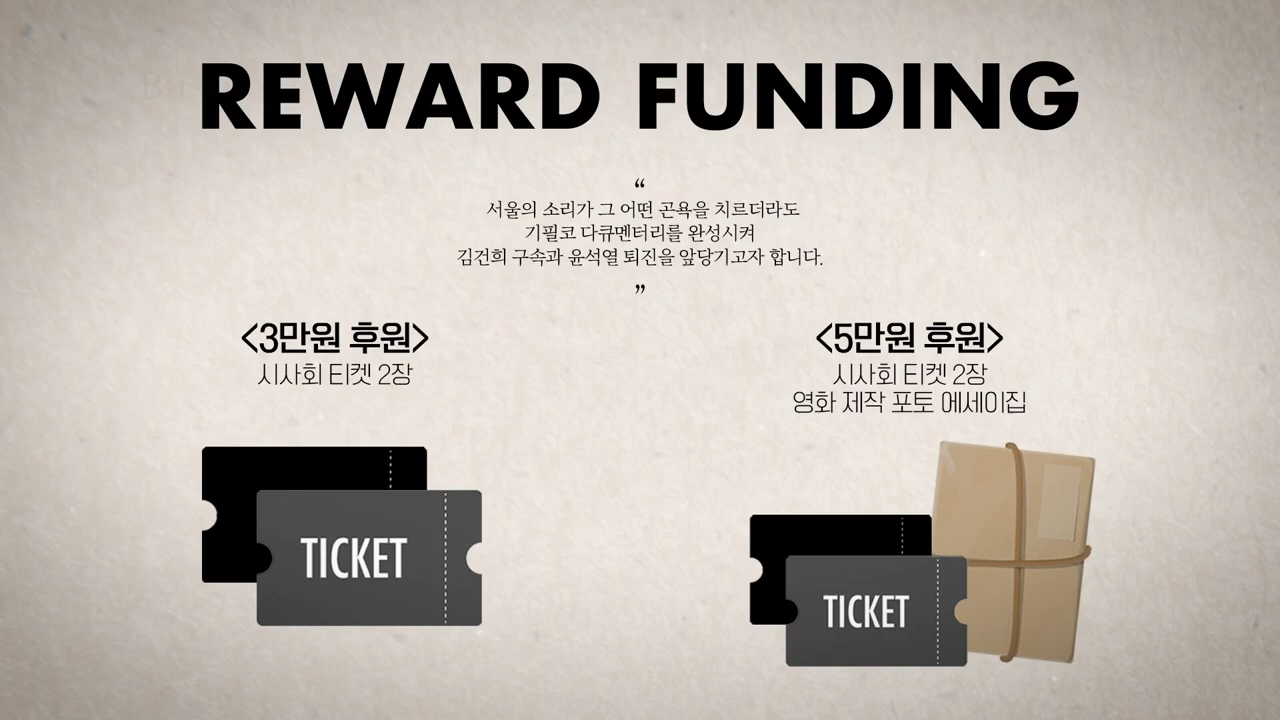 REWARD FUNDING
“
서울의 소리가 그 어떤 곤욕을 치르더라도
기필코 다큐멘터리를 완성시켜
김건희 구속과 윤석열 퇴진을 앞당기고자 합니다.
”
<3만원 후원>
시사회 티켓 2장
<5만원 후원>
시사회 티켓 2장
영화 제작 포토 에세이집
TICKET
TICKET